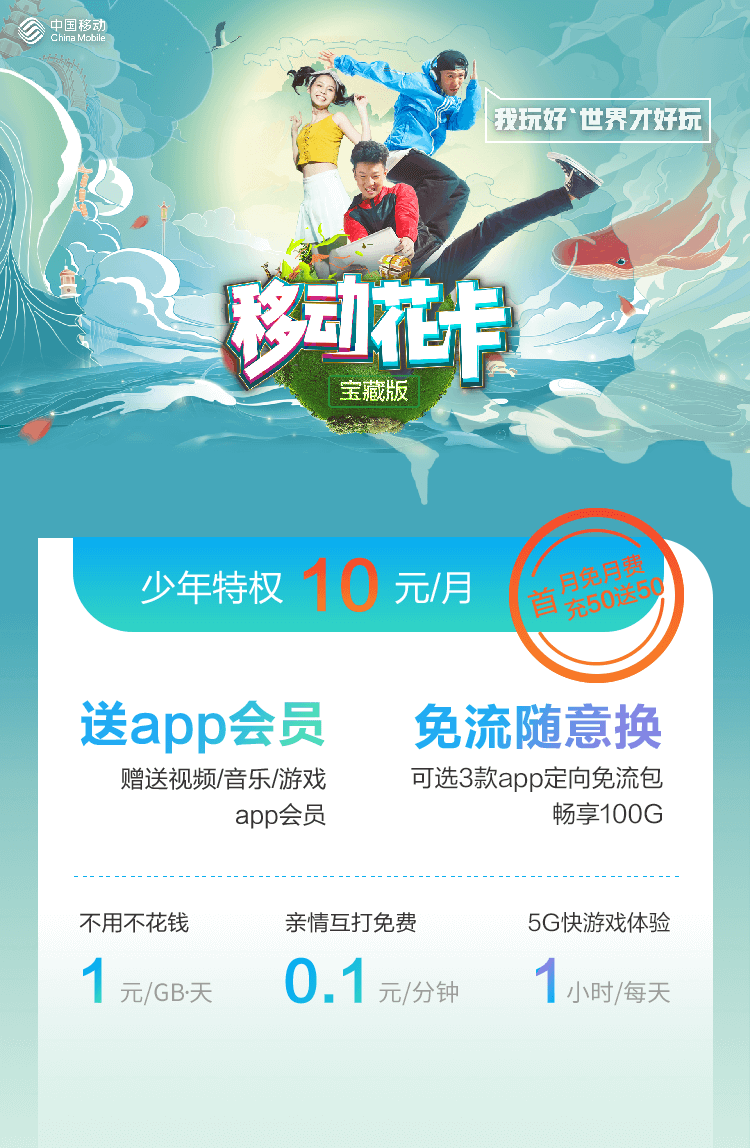 中国移动
China Mobile
我玩好`世界才好玩
移动花卡
宝藏版
少年特权 10 元/月
首月免月费
充50送50
送app会员
赠送视频/音乐/游戏
app会员
免流随意换
可选3款app定向免流包
畅享100G
不用不花钱
1 元/GB·天
亲情互打免费
0.1 元/分钟
5G快游戏体验
1 小时/每天